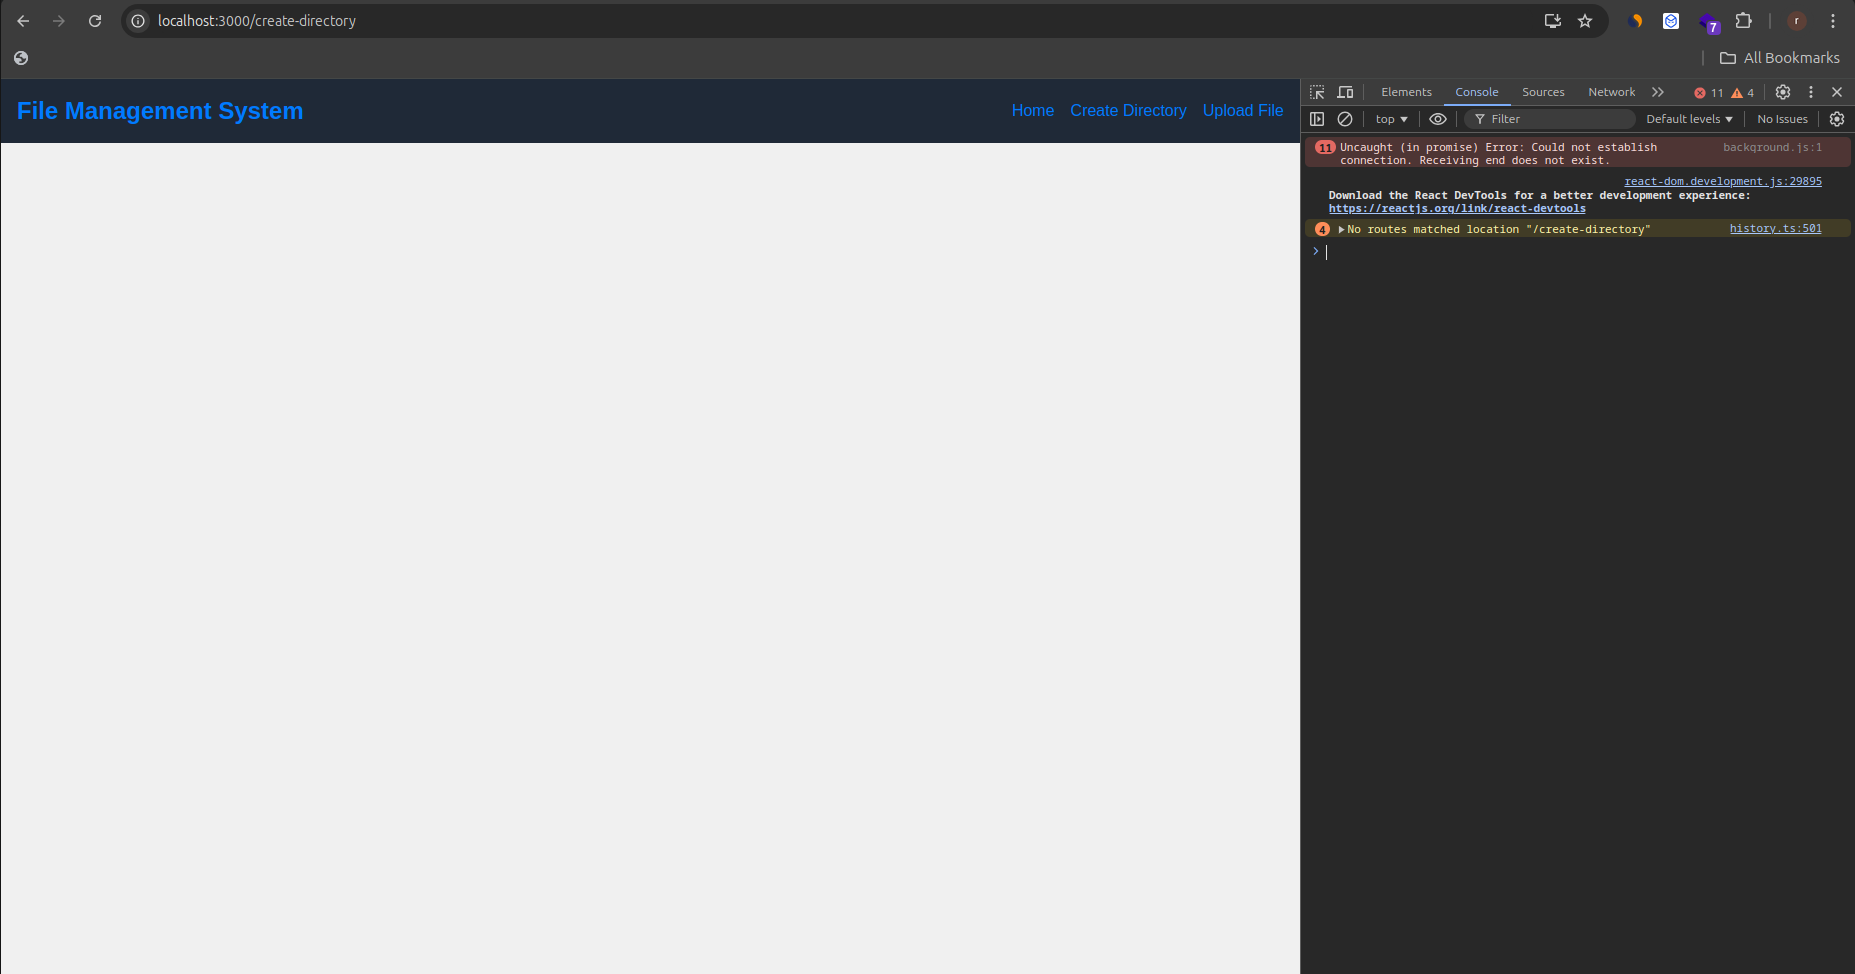 localhost:3000/create-directory
7
r
All Bookmarks
File Management System
Home Create Directory Upload File
Elements Console Sources Network 11 4
top Filter Default levels No Issues
11 Uncaught (in promise) Error: Could not establish background.js:1
connection. Receiving end does not exist.
react-dom.development.js:29895
Download the React DevTools for a better development experience:
https://reactjs.org/link/react-devtools
4 No routes matched location "/create-directory" history.ts:501